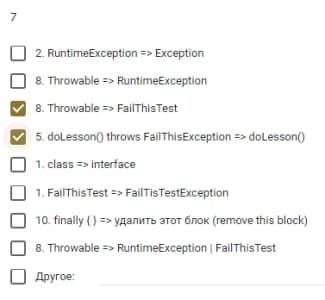 7
2. RuntimeException => Exception
8. Throwable => RuntimeException
8. Throwable => FailThisTest
5. doLesson() throws FailThisException => doLesson()
1. class => interface
1. FailThisTest => FailTisTestException
10. finally { } => удалить этот блок (remove this block)
8. Throwable => RuntimeException | FailThisTest
Другое: